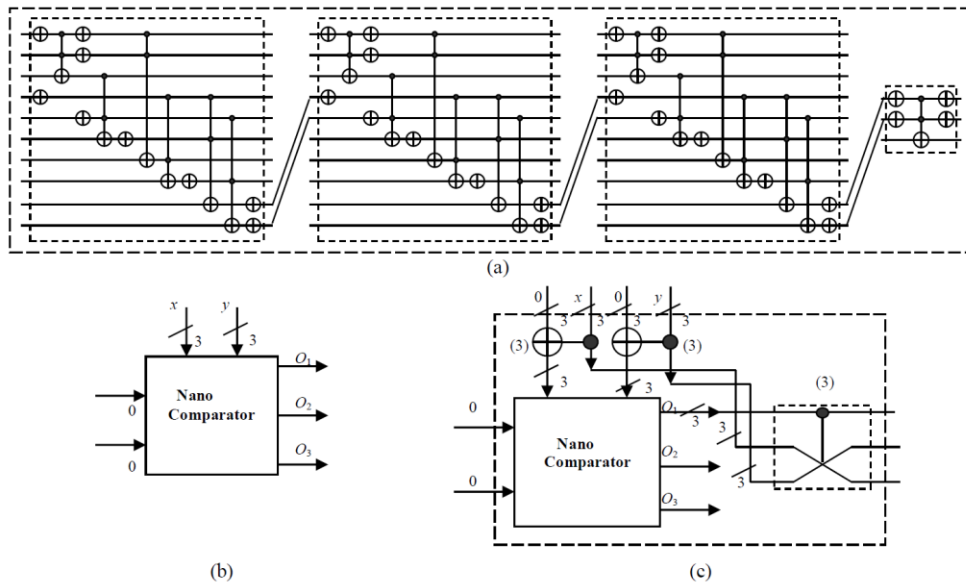 (a)
x y
3 3
Nano
Comparator
0
0
O1
O2
O3
(b)
0 x 0 y
3 3 3 3
(3) (3)
3 3
(3)
Nano
Comparator
0
0
O1 3
O2
O3
3
3
(c)